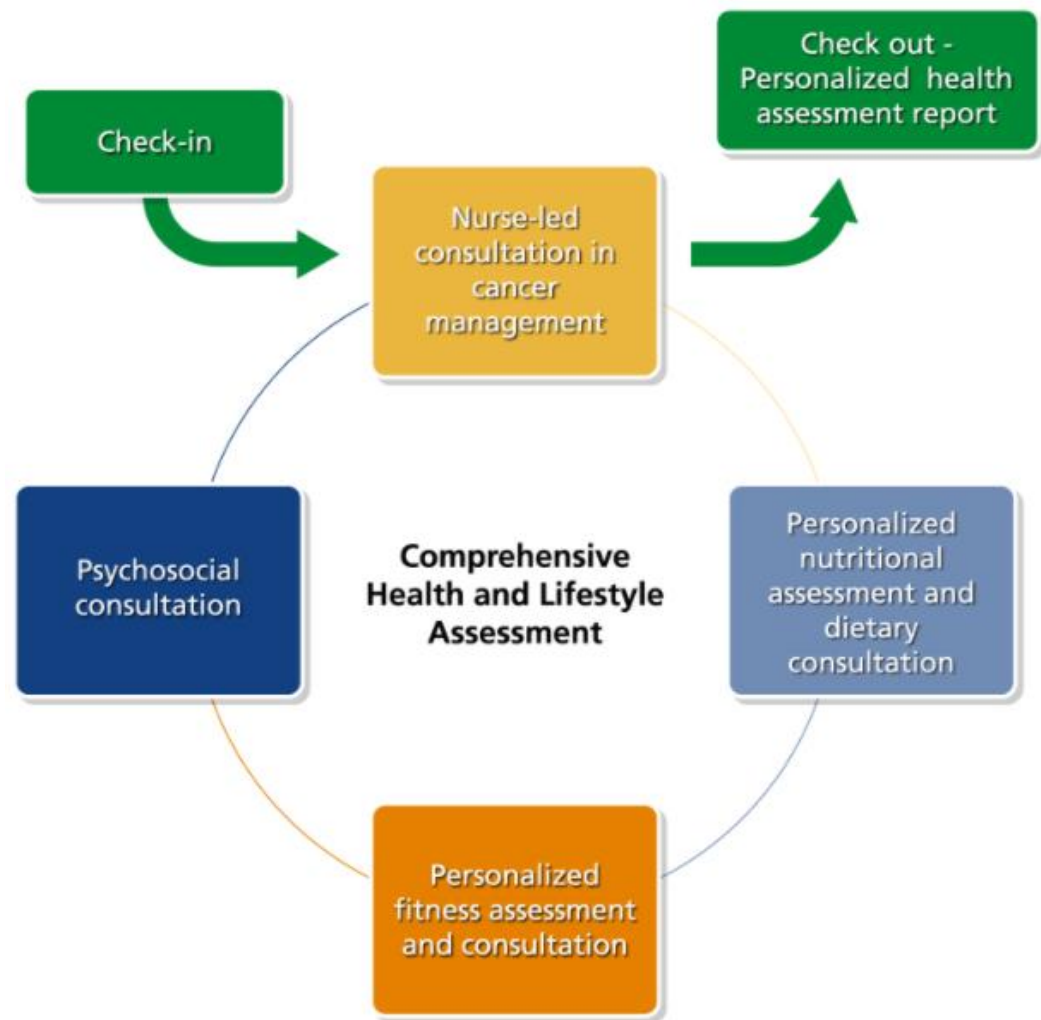 Check out -
Personalized health
assessment report
Check-in
Nurse-led
consultation in
cancer
management
Psychosocial
consultation
Comprehensive
Health and Lifestyle
Assessment
Personalized
nutritional
assessment and
dietary
consultation
Personalized
fitness assessment
and consultation